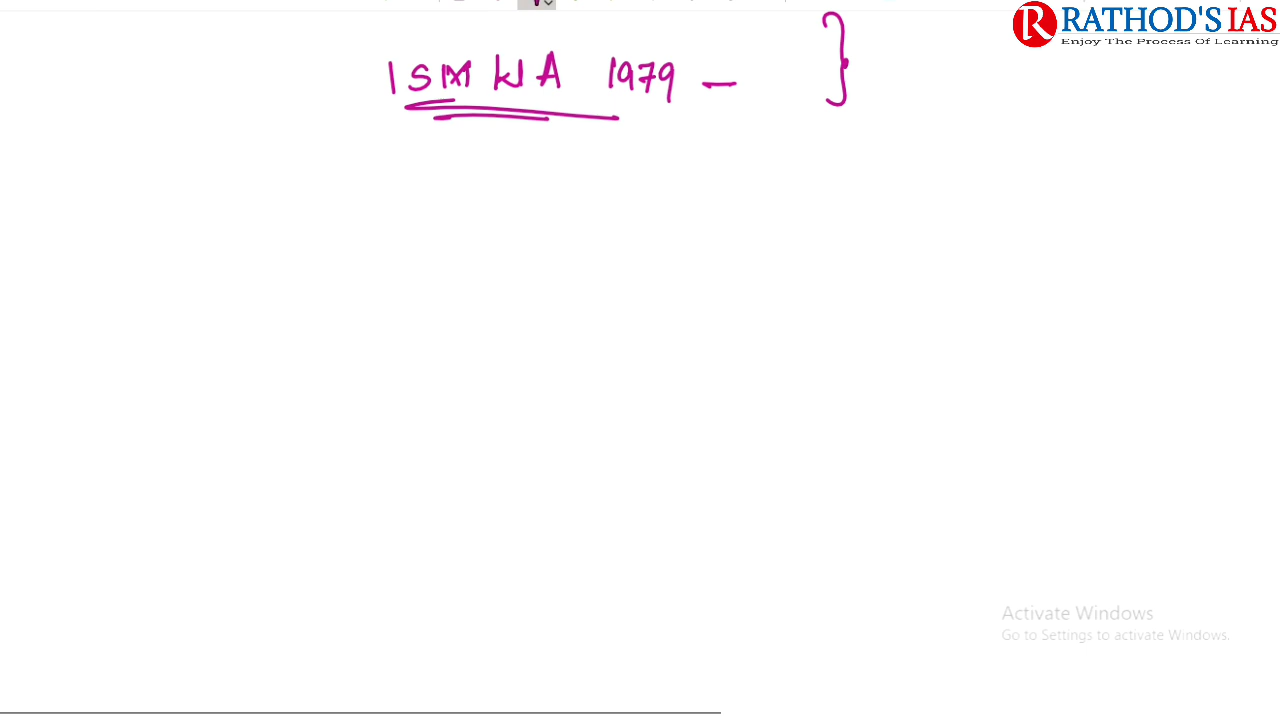 RATHOD'S IAS
Enjoy The Process Of Learning
ISMWA 1979 —
Activate Windows
Go to Settings to activate Windows.